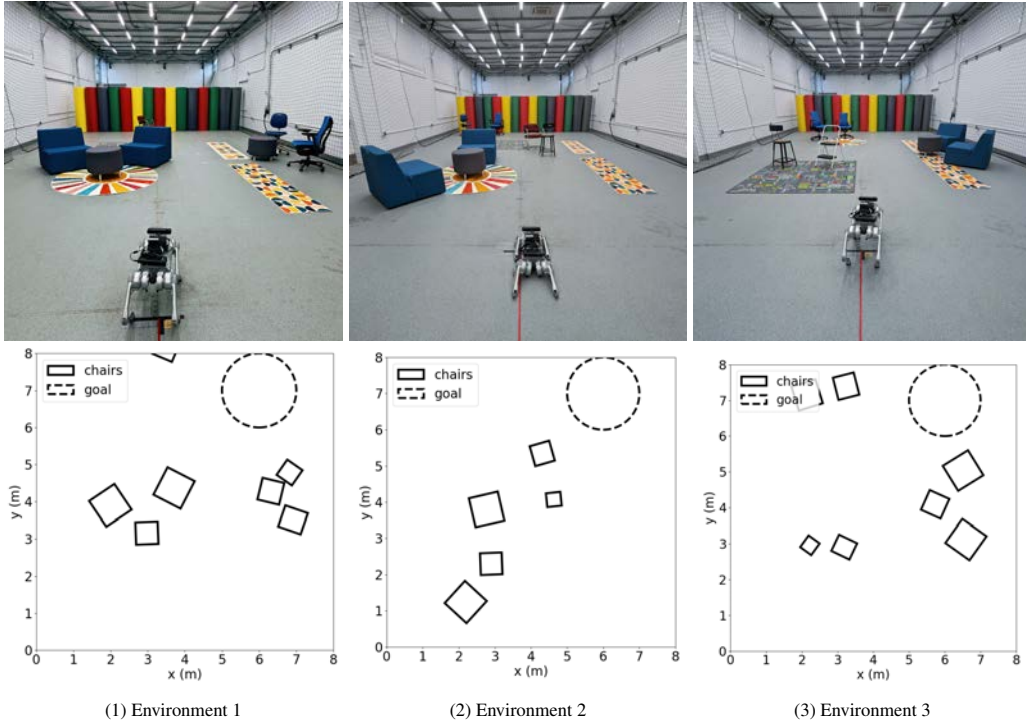 8
7
6
5
4
3
2
1
0
0 1 2 3 4 5 6 7 8
y (m)
x (m)
chairs
goal
(1) Environment 1
8
7
6
5
4
3
2
1
0
0 1 2 3 4 5 6 7 8
y (m)
x (m)
chairs
goal
(2) Environment 2
8
7
6
5
4
3
2
1
0
0 1 2 3 4 5 6 7 8
y (m)
x (m)
chairs
goal
(3) Environment 3